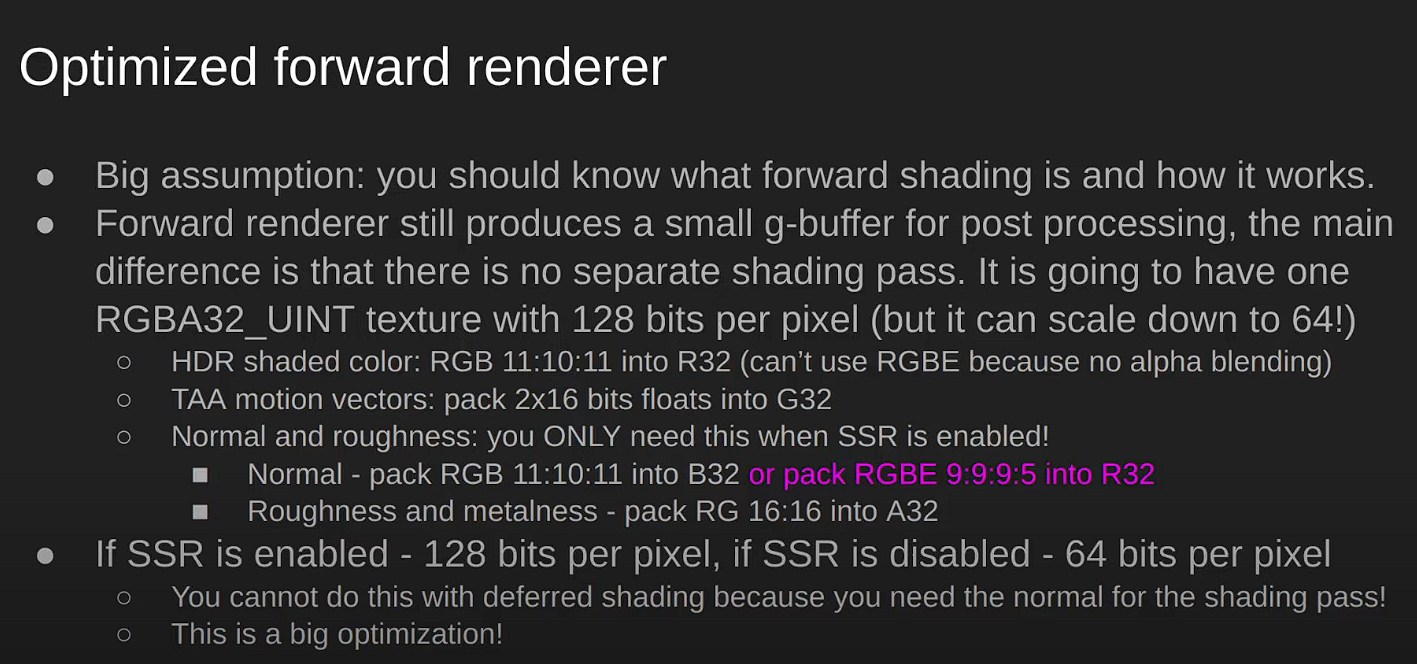 Optimized forward renderer
● Big assumption: you should know what forward shading is and how it works.
● Forward renderer still produces a small g-buffer for post processing, the main
difference is that there is no separate shading pass. It is going to have one
RGBA32_UINT texture with 128 bits per pixel (but it can scale down to 64!)
○ HDR shaded color: RGB 11:10:11 into R32 (can’t use RGBE because no alpha blending)
○ TAA motion vectors: pack 2x16 bits floats into G32
○ Normal and roughness: you ONLY need this when SSR is enabled!
■ Normal - pack RGB 11:10:11 into B32 or pack RGBE 9:9:9:5 into R32
■ Roughness and metalness - pack RG 16:16 into A32
● If SSR is enabled - 128 bits per pixel, if SSR is disabled - 64 bits per pixel
○ You cannot do this with deferred shading because you need the normal for the shading pass!
○ This is a big optimization!